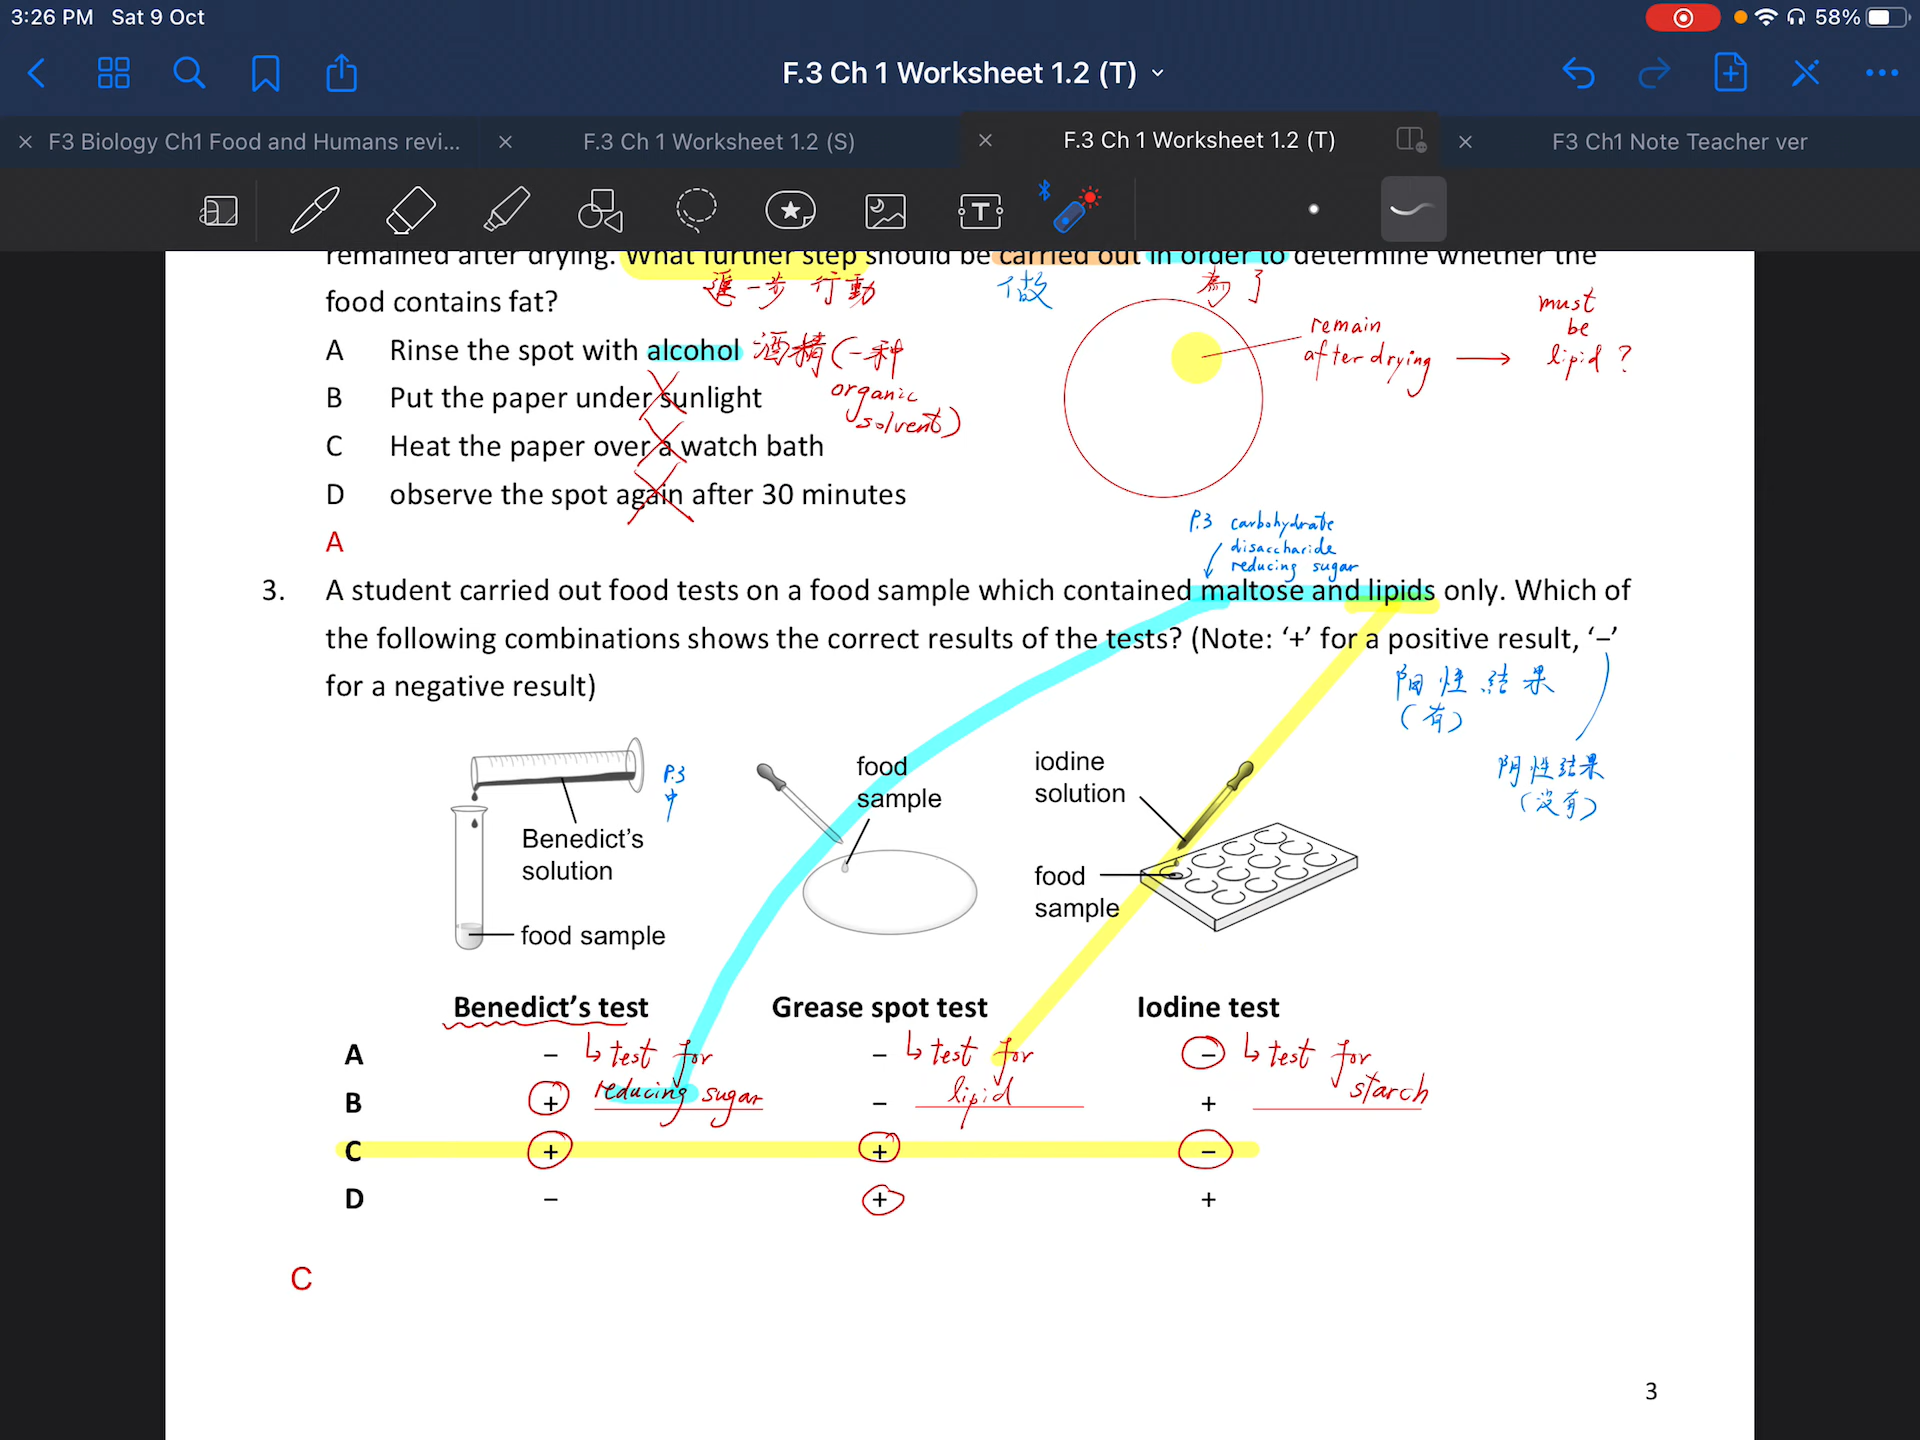 3:26 PM Sat 9 Oct
58%
F.3 Ch 1 Worksheet 1.2 (T)
F3 Biology Ch1 Food and Humans revi...
F.3 Ch 1 Worksheet 1.2 (S)
F.3 Ch 1 Worksheet 1.2 (T)
F3 Ch1 Note Teacher ver
remained after drying. What further step should be carried out in order to determine whether the
進一步 行動 做 為了
food contains fat?
A Rinse the spot with alcohol 酒精(一种
organic
solvent)
B Put the paper under sunlight
C Heat the paper over a watch bath
D observe the spot again after 30 minutes
remain
after drying → must
be
lipid ?
A
P.3 carbohydrate
disaccharide
reducing sugar
3. A student carried out food tests on a food sample which contained maltose and lipids only. Which of
the following combinations shows the correct results of the tests? (Note: ‘+’ for a positive result, ‘−’
for a negative result)
阳性結果
(有)
阴性結果
(沒有)
P.3
中
Benedict's
solution
food sample
food
sample
iodine
solution
food
sample
Benedict’s test Grease spot test Iodine test
A − ↳ test for − ↳ test for − ↳ test for
reducing sugar lipid starch
B + − +
C + + −
D − + +
C
3